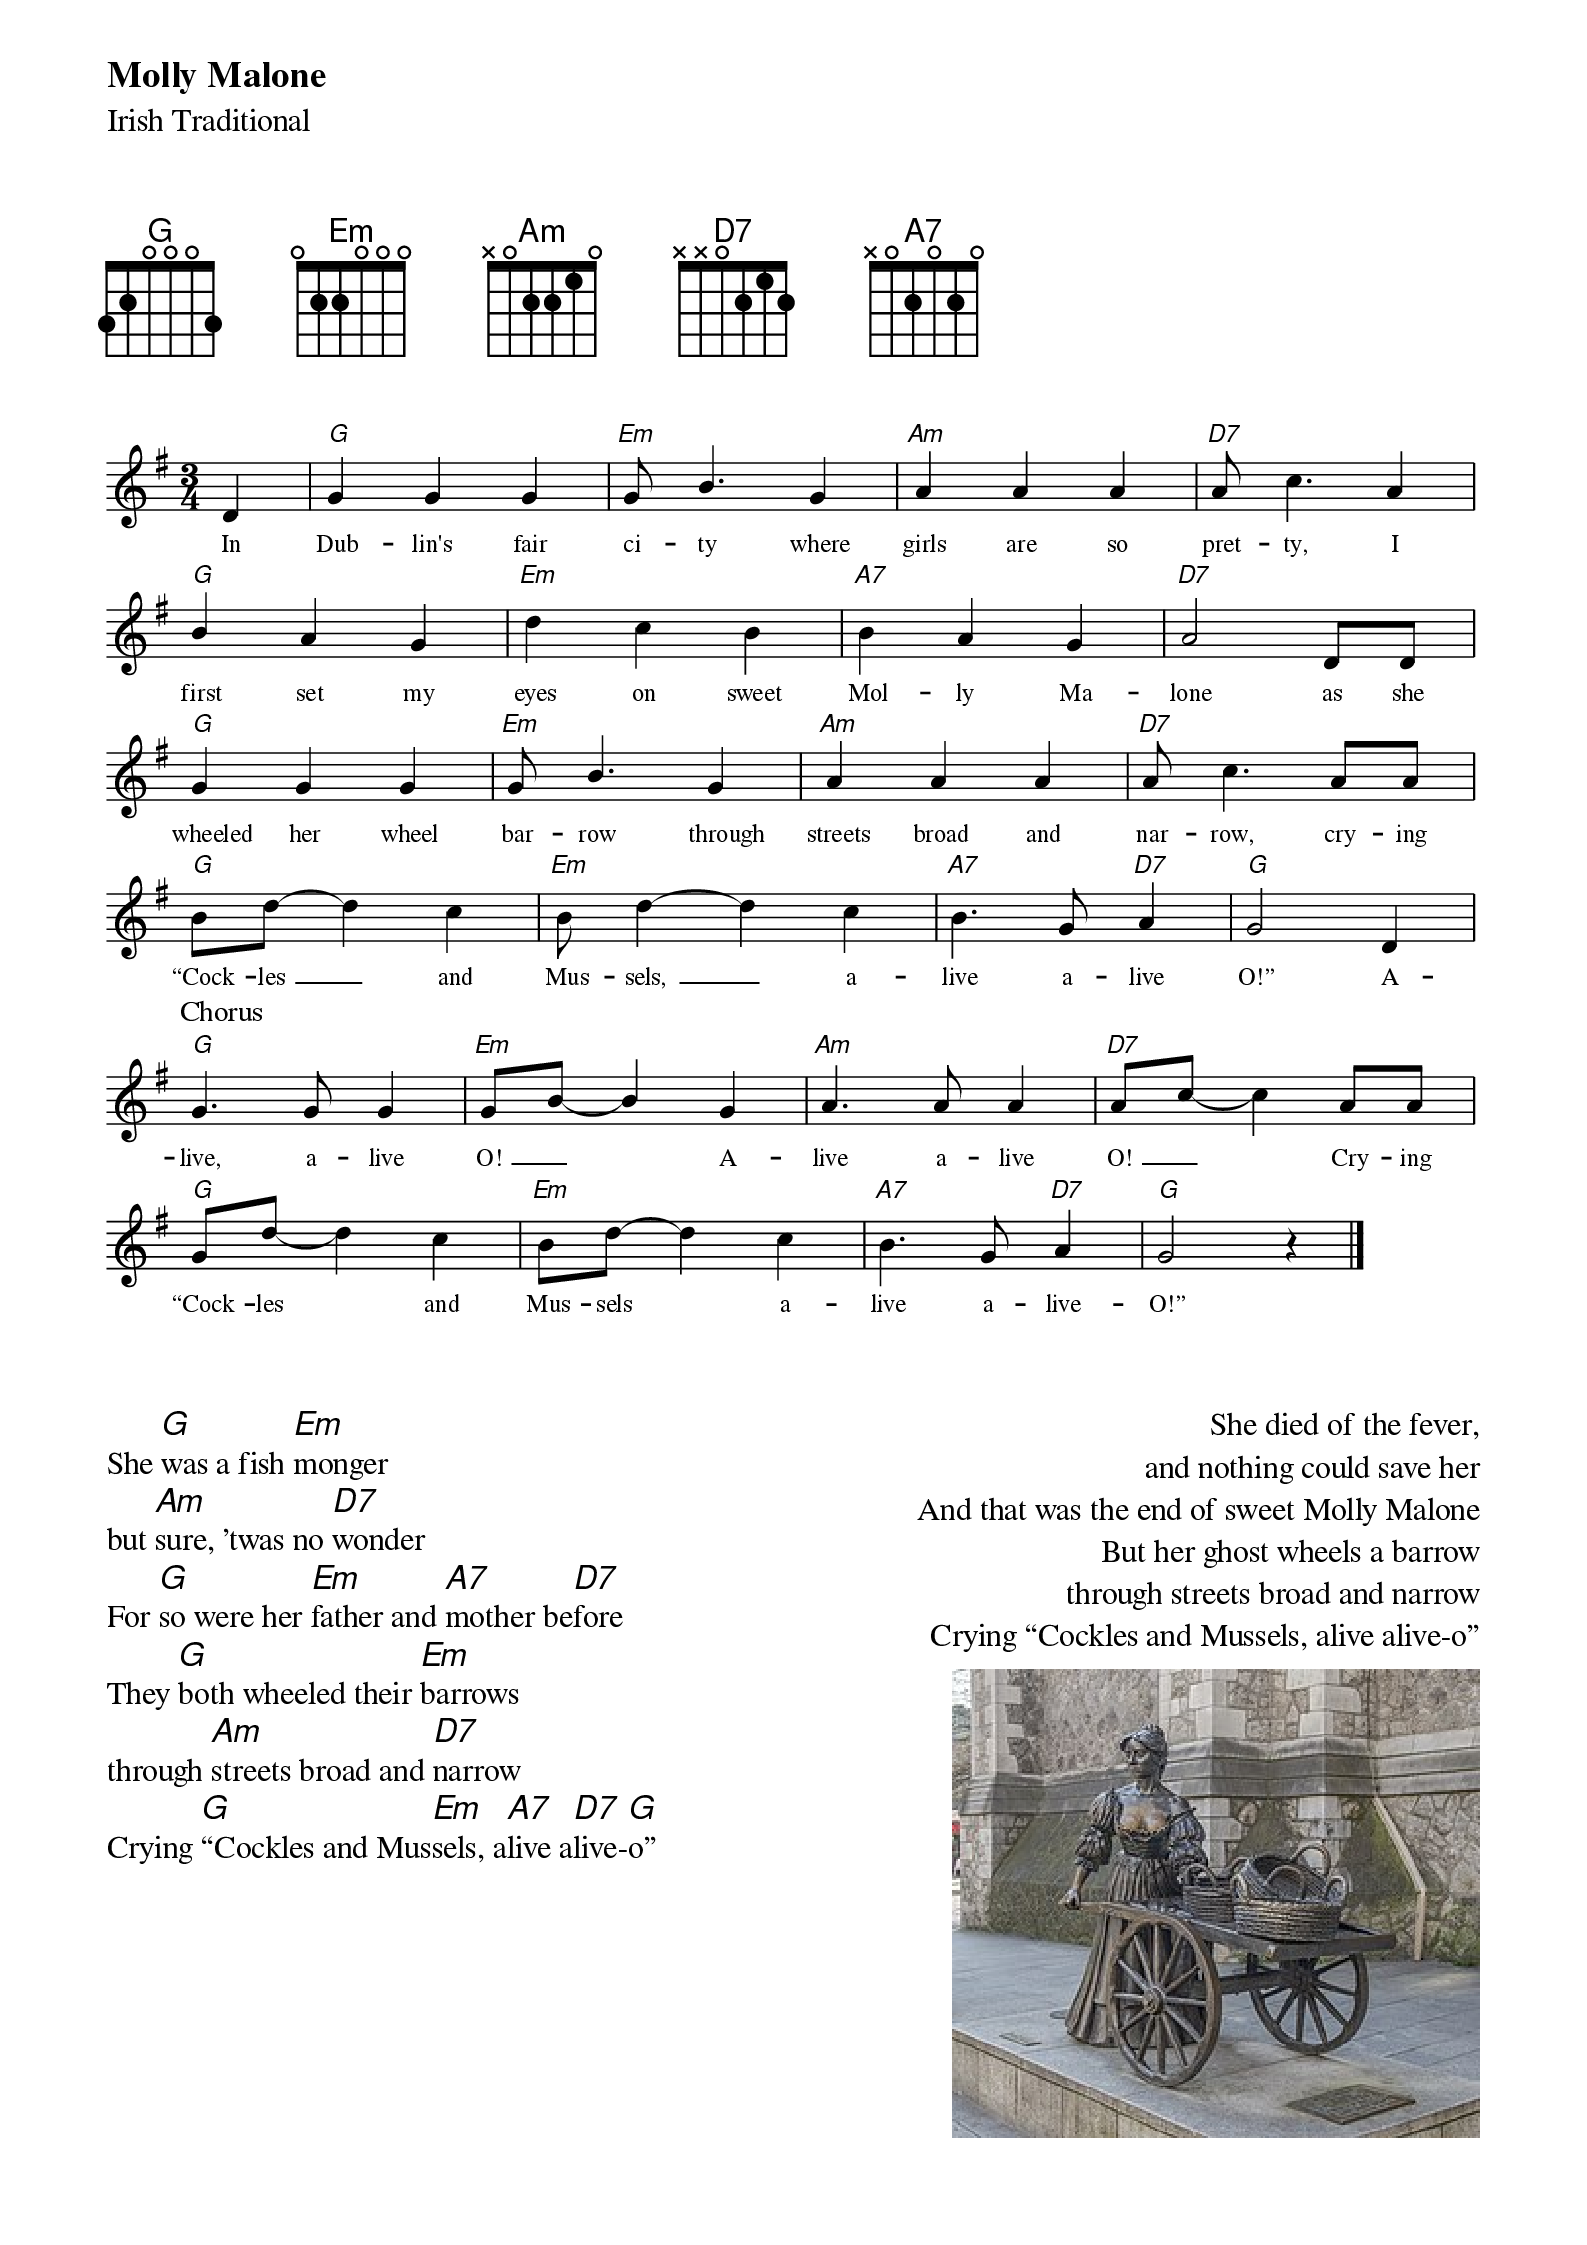 Molly Malone
Irish Traditional
G Em Am D7 A7
G Em Am D7
3
4
In Dub - lin's fair ci - ty where girls are so pret - ty, I
G Em A7 D7
first set my eyes on sweet Mol - ly Ma - lone as she
G Em Am D7
wheeled her wheel bar - row through streets broad and nar - row, cry - ing
G Em A7 D7 G
“Cock - les and Mus - sels, a - live a - live O!” A -
Chorus
G Em Am D7
- live, a - live O! A - live a - live O! Cry - ing
G Em A7 D7 G
“Cock - les and Mus - sels a - live a - live - O!”
G Em
She was a fish monger
Am D7
but sure, ’twas no wonder
G Em A7 D7
For so were her father and mother before
G Em
They both wheeled their barrows
Am D7
through streets broad and narrow
G Em A7 D7 G
Crying “Cockles and Mussels, alive alive-o”
She died of the fever,
and nothing could save her
And that was the end of sweet Molly Malone
But her ghost wheels a barrow
through streets broad and narrow
Crying “Cockles and Mussels, alive alive-o”